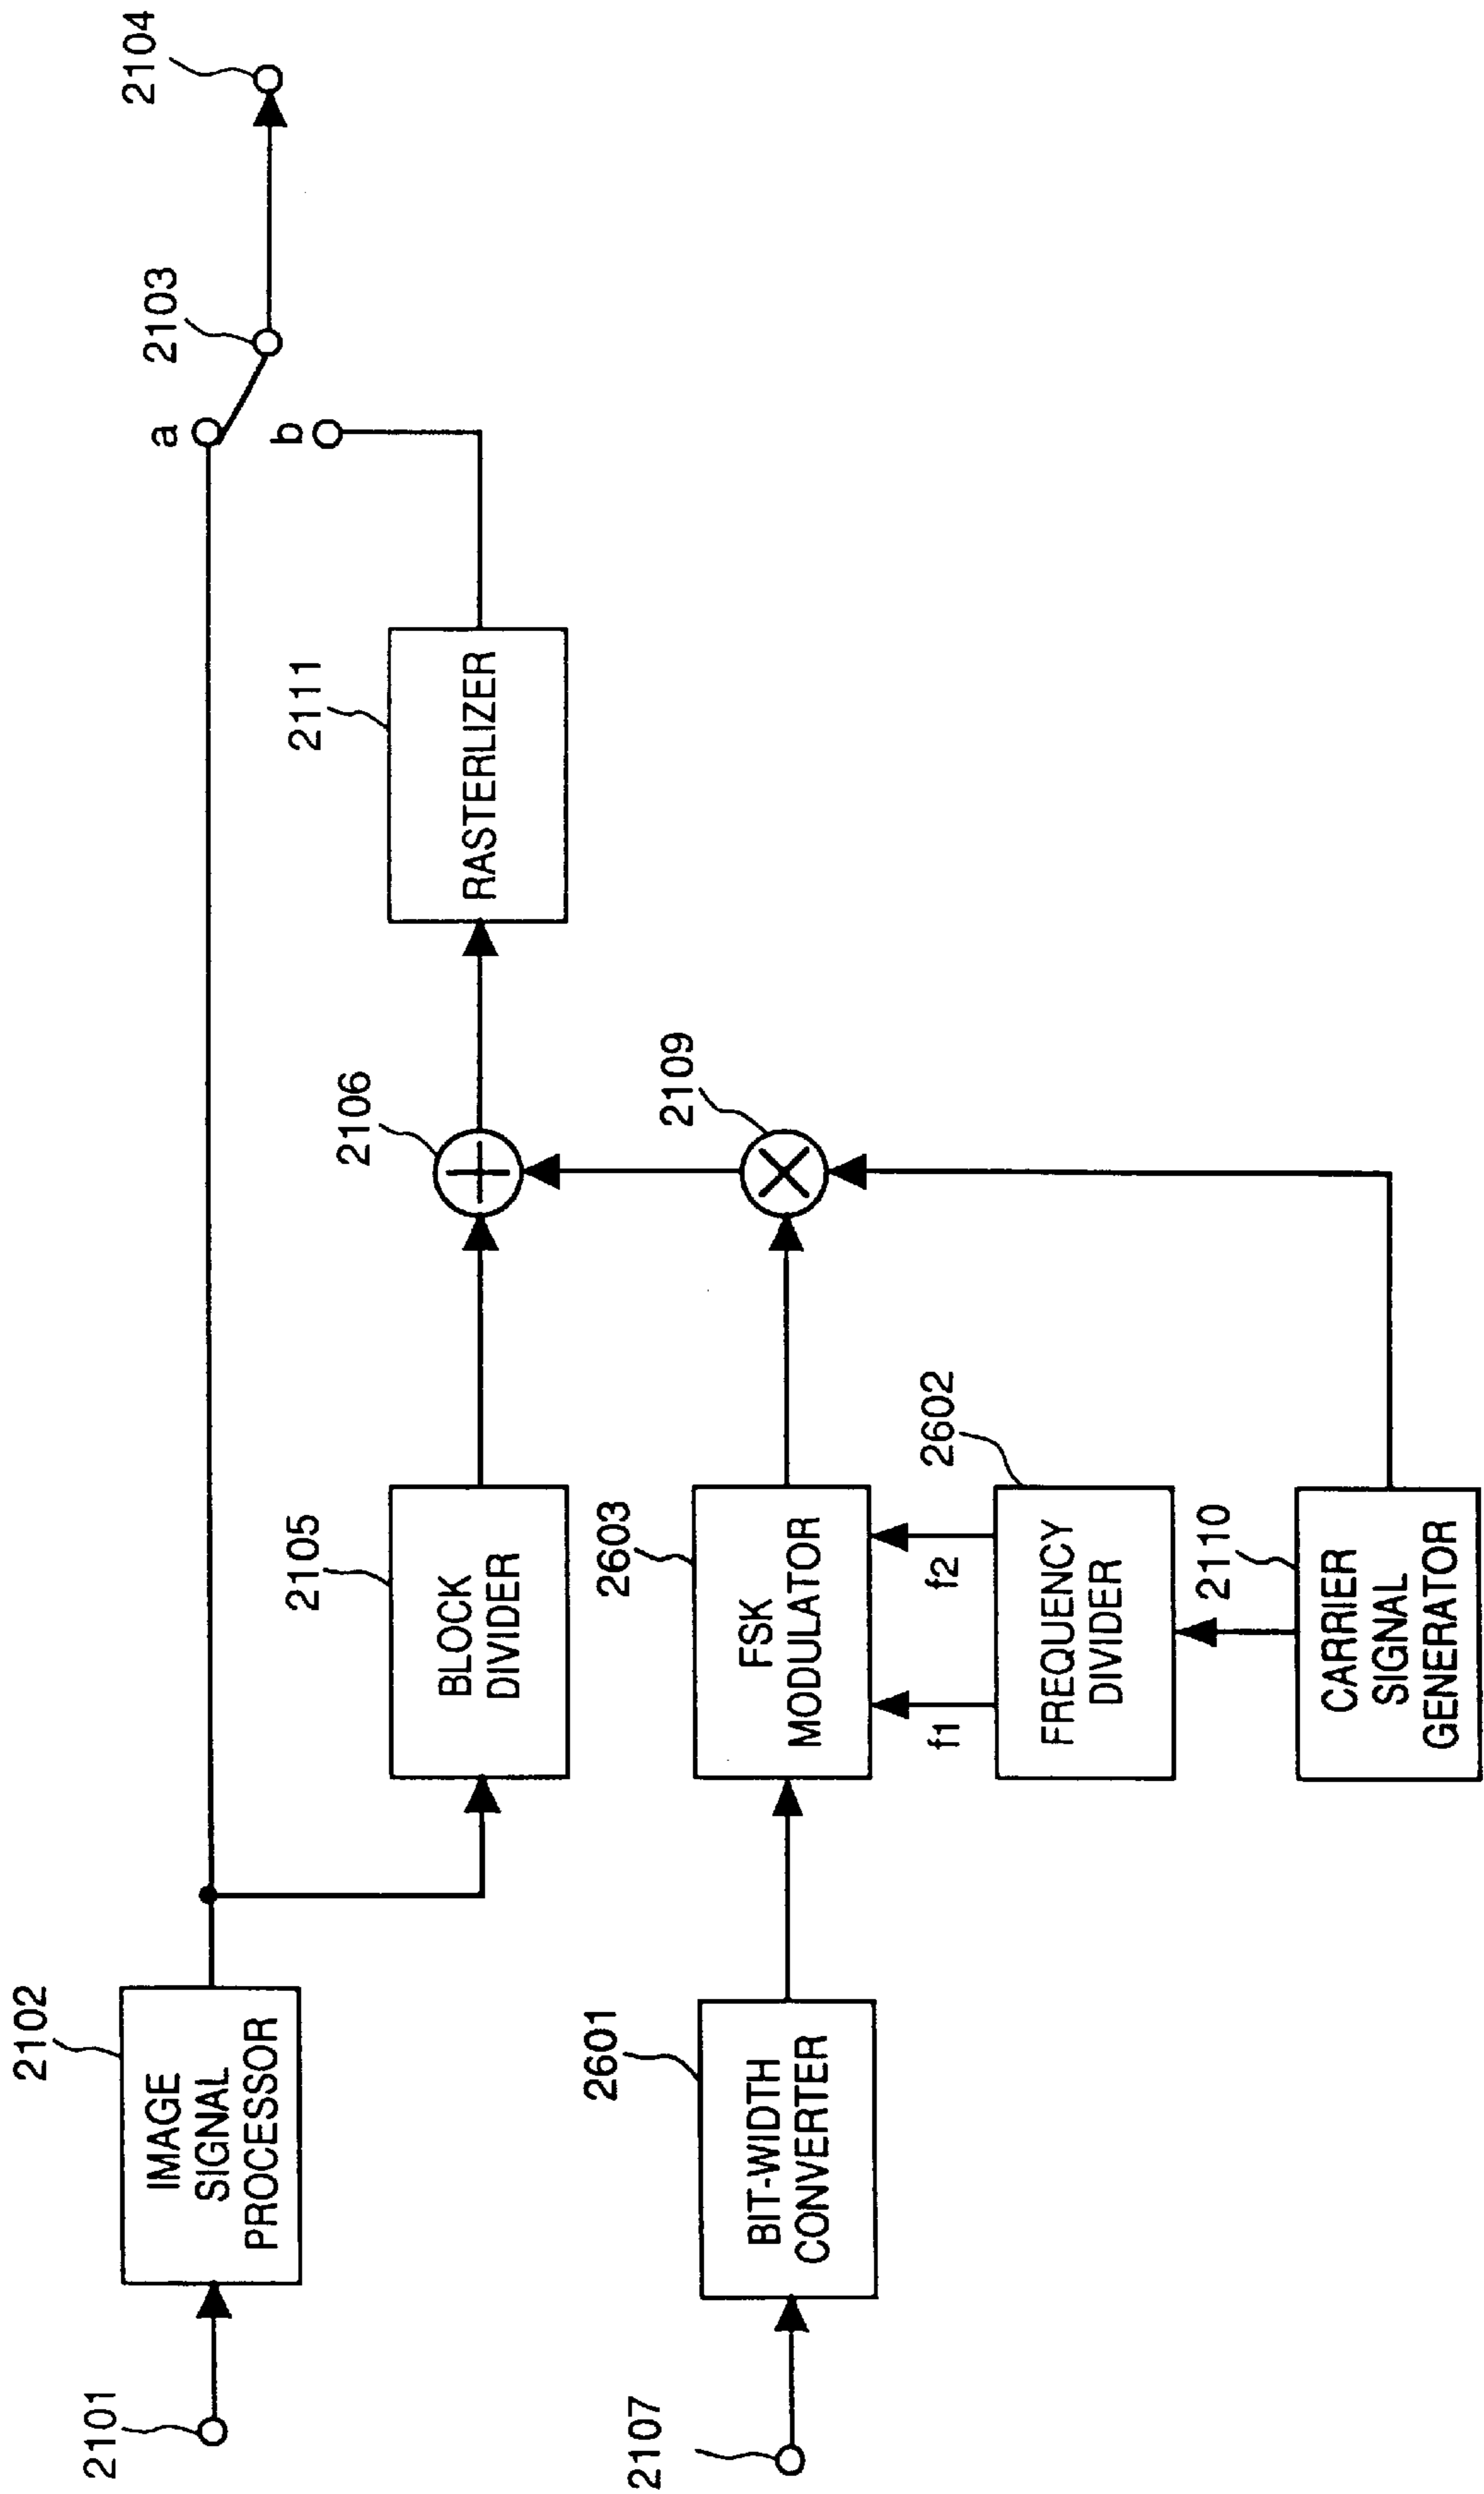 2101
2102
IMAGE
SIGNAL
PROCESSOR
a
2103
2104
b
2105
BLOCK
DIVIDER
2106
2111
RASTERLIZER
2107
2601
BIT-WIDTH
CONVERTER
2603
FSK
MODULATOR
2109
f1
f2
2602
FREQUENCY
DIVIDER
2110
CARRIER
SIGNAL
GENERATOR